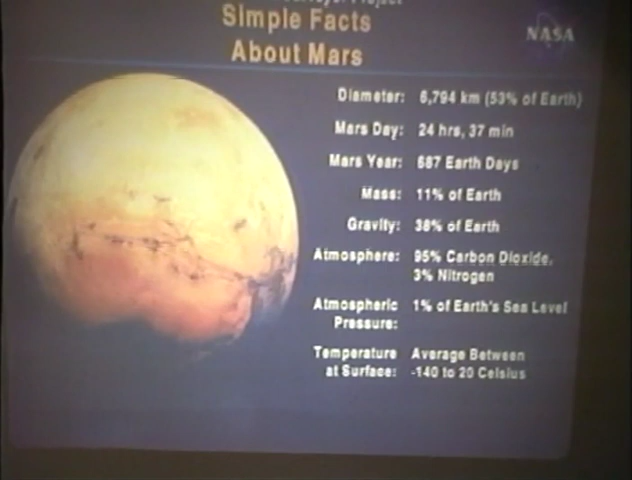 Surveyor Project
Simple Facts
About Mars
NASA
Diameter: 6,794 km (53% of Earth)
Mars Day: 24 hrs, 37 min
Mars Year: 687 Earth Days
Mass: 11% of Earth
Gravity: 38% of Earth
Atmosphere: 95% Carbon Dioxide,
3% Nitrogen
Atmospheric 1% of Earth's Sea Level
Pressure:
Temperature Average Between
at Surface: -140 to 20 Celsius